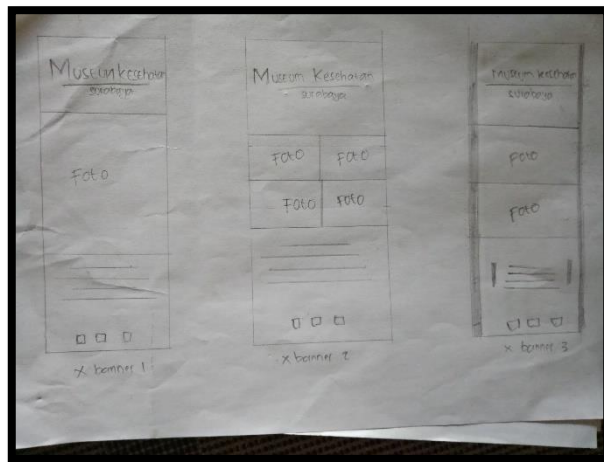 Museum kesehatan
surabaya
Foto
x banner 1
Museum Kesehatan
surabaya
Foto Foto
Foto Foto
x banner 2
Museum kesehatan
surabaya
Foto
Foto
x banner 3